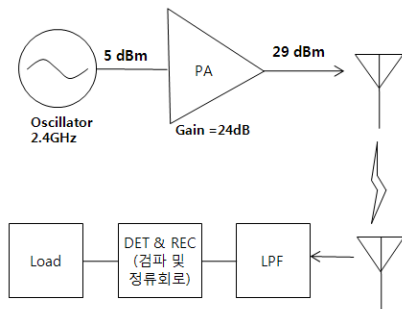 5 dBm
29 dBm
PA
Oscillator
2.4GHz
Gain =24dB
Load
DET & REC
(검파 및
정류회로)
LPF